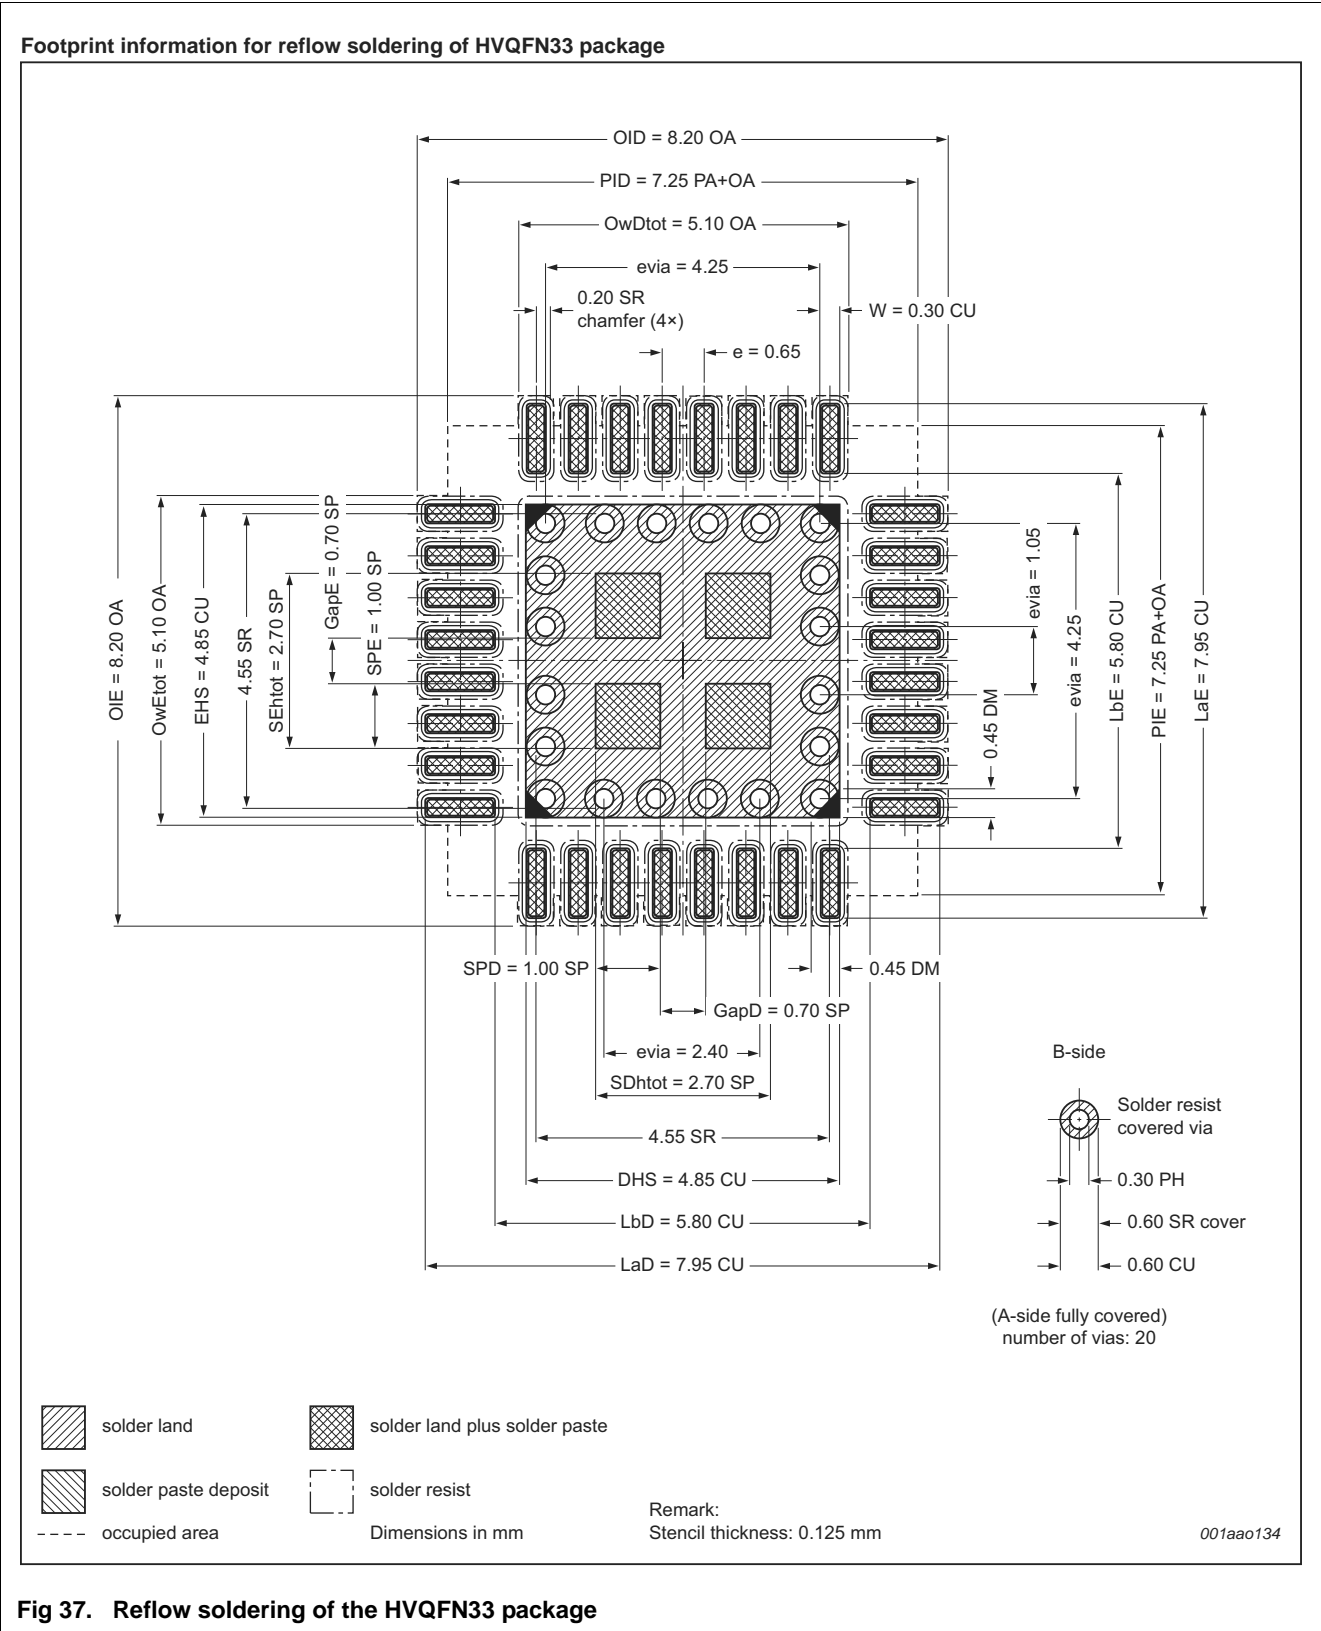 Footprint information for reflow soldering of HVQFN33 package
OID = 8.20 OA
PID = 7.25 PA+OA
OwDtot = 5.10 OA
evia = 4.25
0.20 SR
chamfer (4×)
W = 0.30 CU
e = 0.65
OIE = 8.20 OA
OwEtot = 5.10 OA
EHS = 4.85 CU
4.55 SR
SEhtot = 2.70 SP
GapE = 0.70 SP
SPE = 1.00 SP
0.45 DM
evia = 1.05
evia = 4.25
LbE = 5.80 CU
PIE = 7.25 PA+OA
LaE = 7.95 CU
SPD = 1.00 SP
0.45 DM
GapD = 0.70 SP
evia = 2.40
SDhtot = 2.70 SP
4.55 SR
DHS = 4.85 CU
LbD = 5.80 CU
LaD = 7.95 CU
B-side
Solder resist
covered via
0.30 PH
0.60 SR cover
0.60 CU
(A-side fully covered)
number of vias: 20
solder land
solder land plus solder paste
solder paste deposit
solder resist
occupied area
Dimensions in mm
Remark:
Stencil thickness: 0.125 mm
001aao134
Fig 37. Reflow soldering of the HVQFN33 package